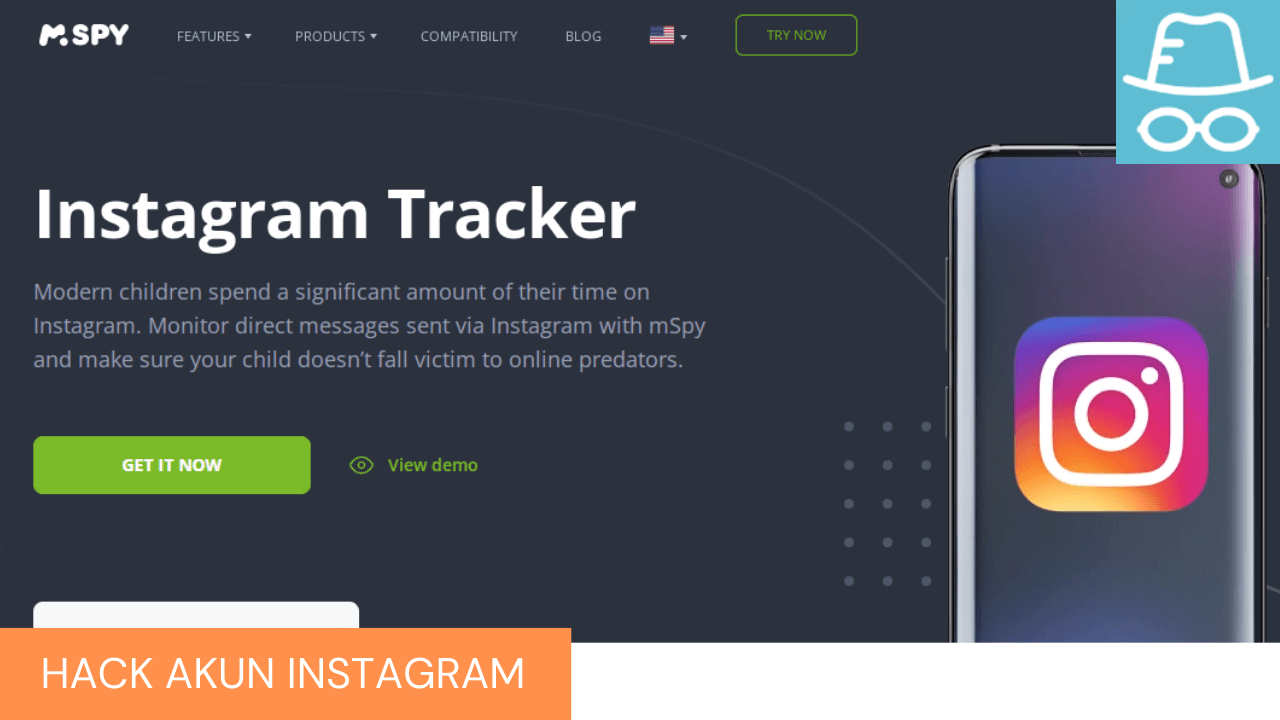 mSPY
FEATURES
PRODUCTS
COMPATIBILITY
BLOG
TRY NOW
Instagram Tracker
Modern children spend a significant amount of their time on
Instagram. Monitor direct messages sent via Instagram with mSpy
and make sure your child doesn’t fall victim to online predators.
GET IT NOW
View demo
HACK AKUN INSTAGRAM